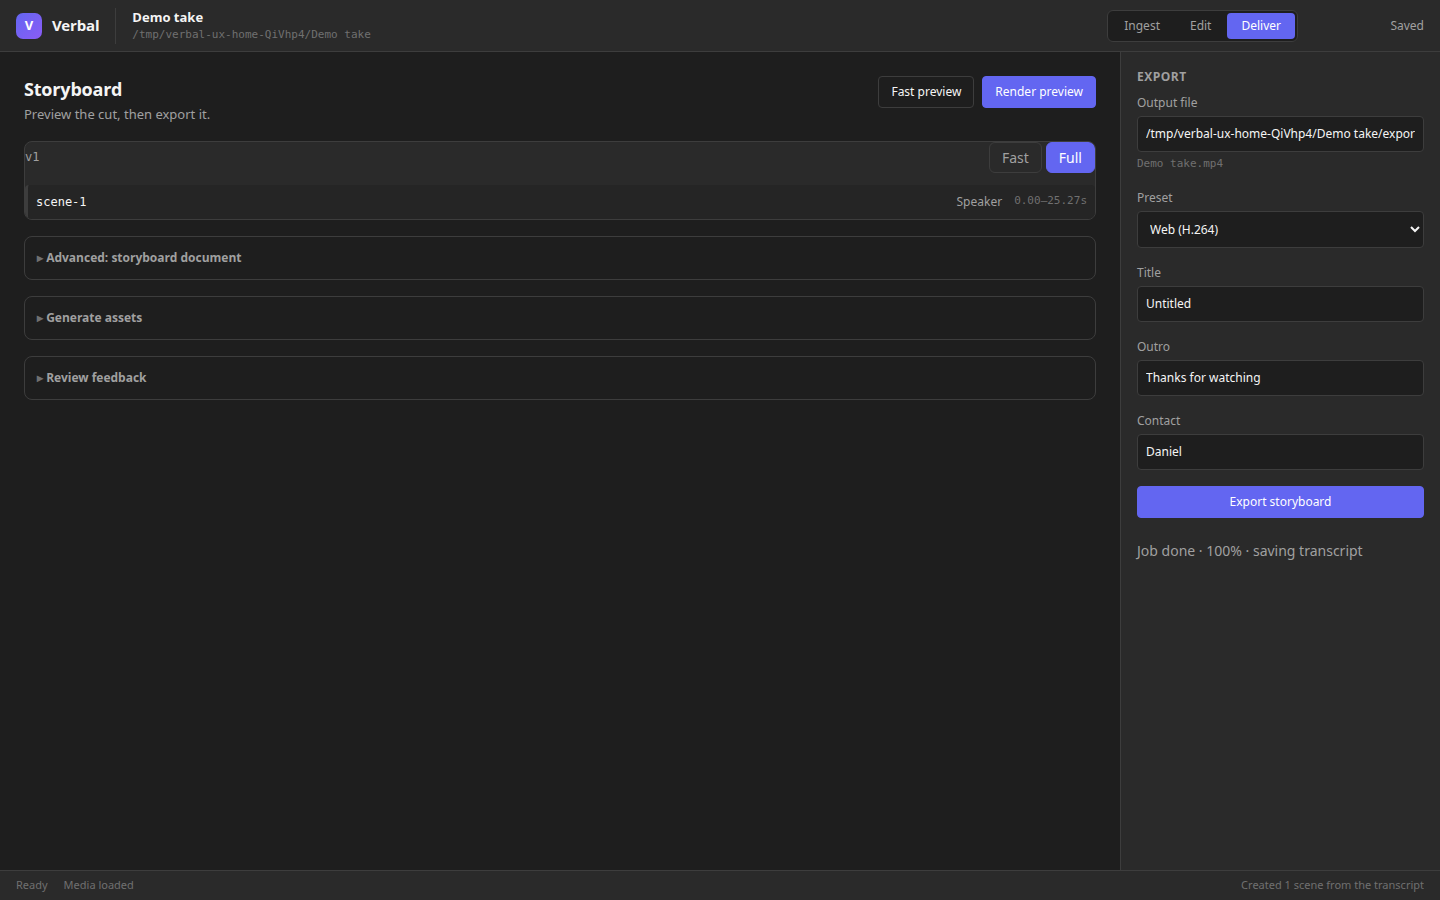 V Verbal
Demo take
/tmp/verbal-ux-home-QiVhp4/Demo take
Ingest Edit Deliver
Saved
Storyboard
Preview the cut, then export it.
Fast preview Render preview
v1 Fast Full
scene-1 Speaker 0.00–25.27s
▸ Advanced: storyboard document
▸ Generate assets
▸ Review feedback
EXPORT
Output file
/tmp/verbal-ux-home-QiVhp4/Demo take/expor
Demo take.mp4
Preset
Web (H.264)
Title
Untitled
Outro
Thanks for watching
Contact
Daniel
Export storyboard
Job done · 100% · saving transcript
Ready Media loaded
Created 1 scene from the transcript